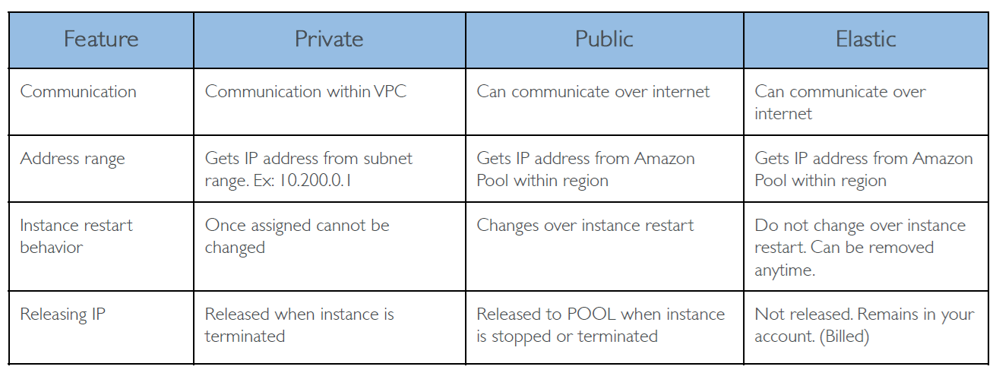 Feature
Private
Public
Elastic
Communication
Communication within VPC
Can communicate over internet
Can communicate over
internet
Address range
Gets IP address from subnet
range. Ex: 10.200.0.1
Gets IP address from Amazon
Pool within region
Gets IP address from Amazon
Pool within region
Instance restart
behavior
Once assigned cannot be
changed
Changes over instance restart
Do not change over instance
restart. Can be removed
anytime.
Releasing IP
Released when instance is
terminated
Released to POOL when instance
is stopped or terminated
Not released. Remains in your
account. (Billed)